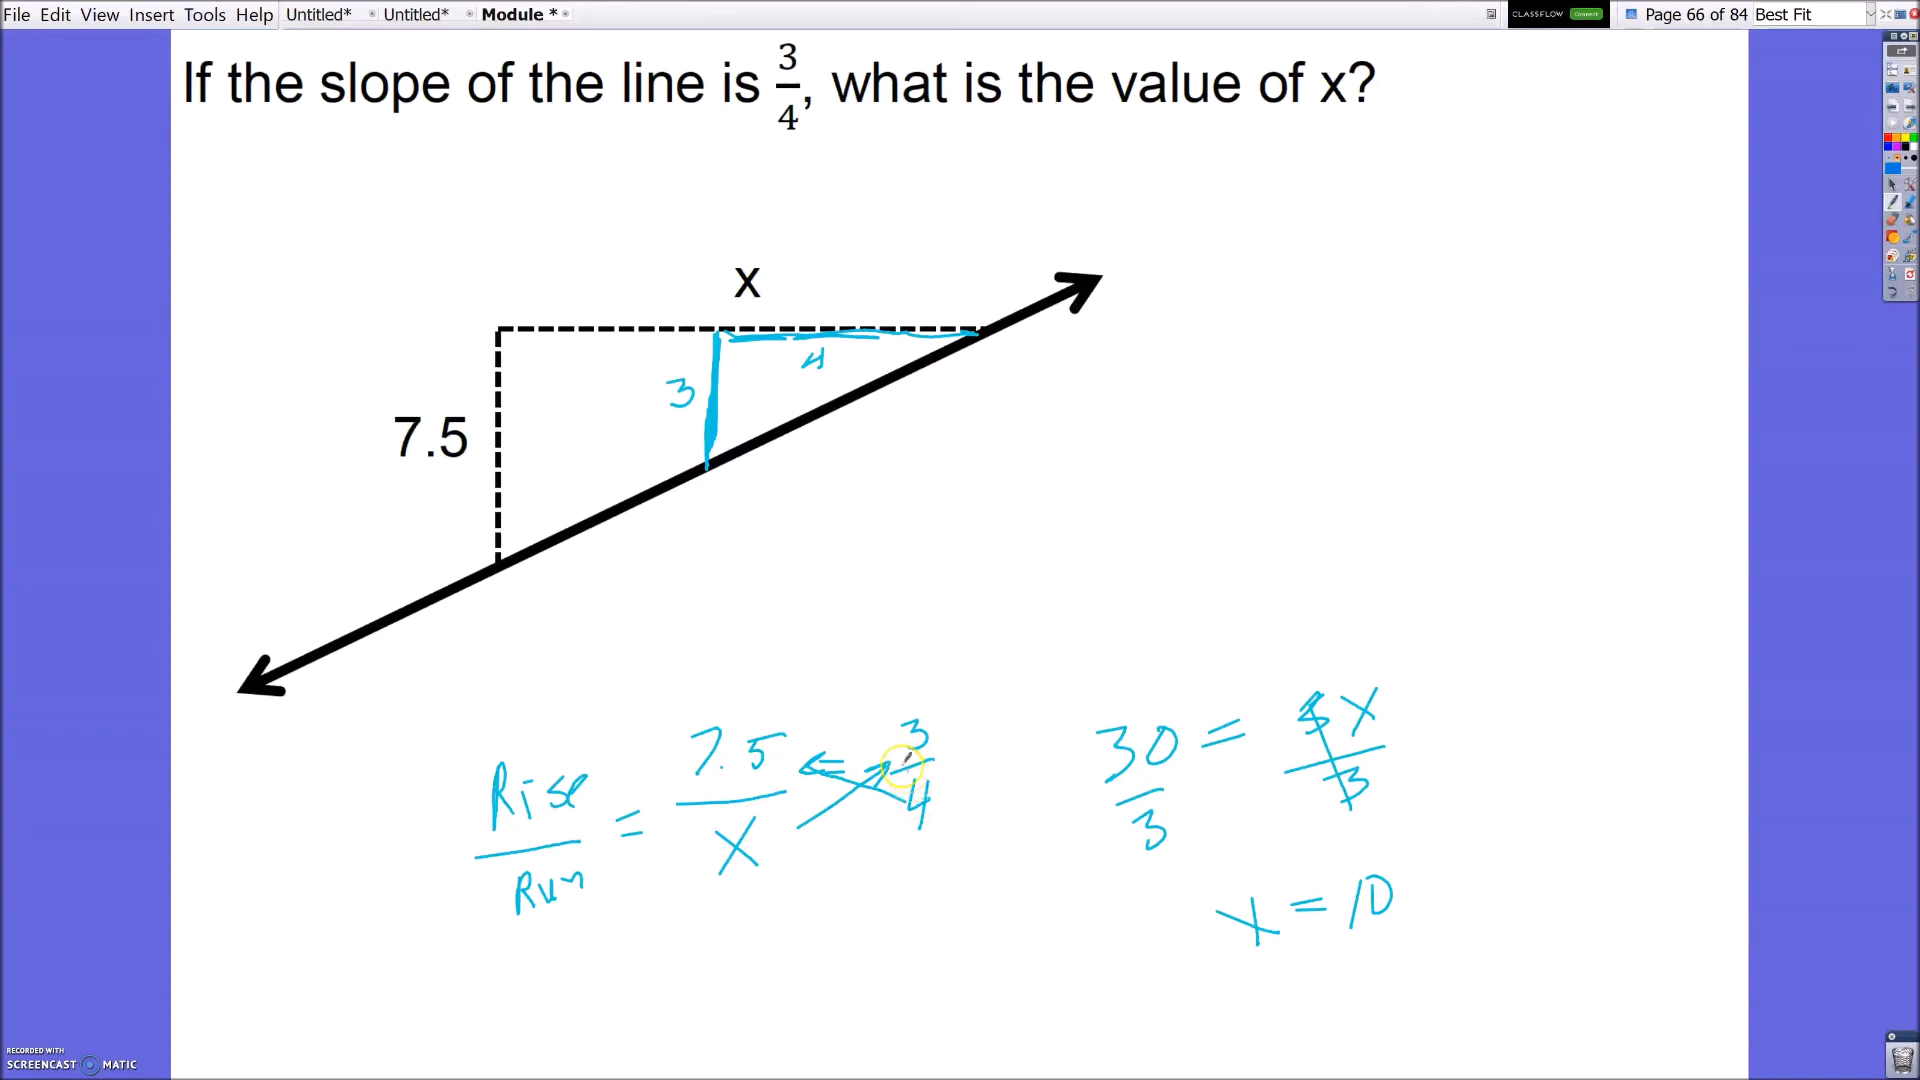 File Edit View Insert Tools Help Untitled* Untitled* Module * CLASSFLOW Connect Page 66 of 84 Best Fit
If the slope of the line is 3/4, what is the value of x?
x
4
3
7.5
Rise/Run = 7.5/X = 3/4
30/3 = 3X/3
x = 10
RECORDED WITH
SCREENCAST MATIC